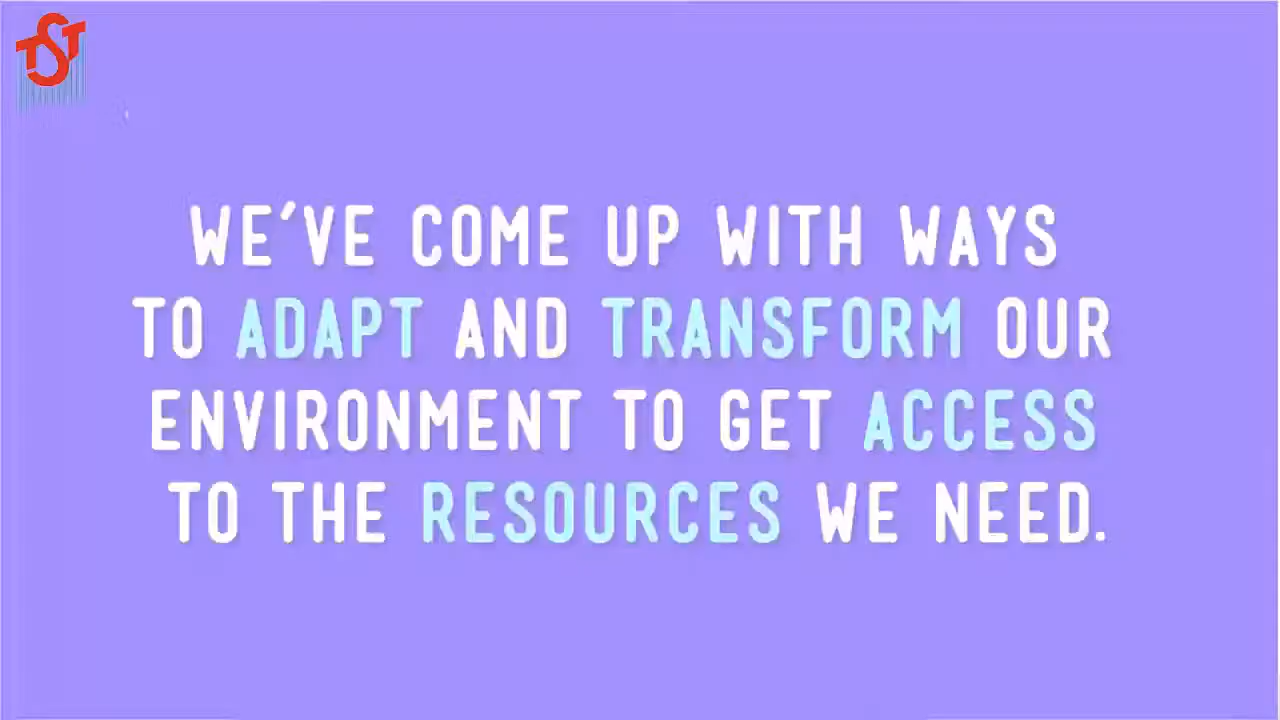 TST
WE'VE COME UP WITH WAYS
TO ADAPT AND TRANSFORM OUR
ENVIRONMENT TO GET ACCESS
TO THE RESOURCES WE NEED.